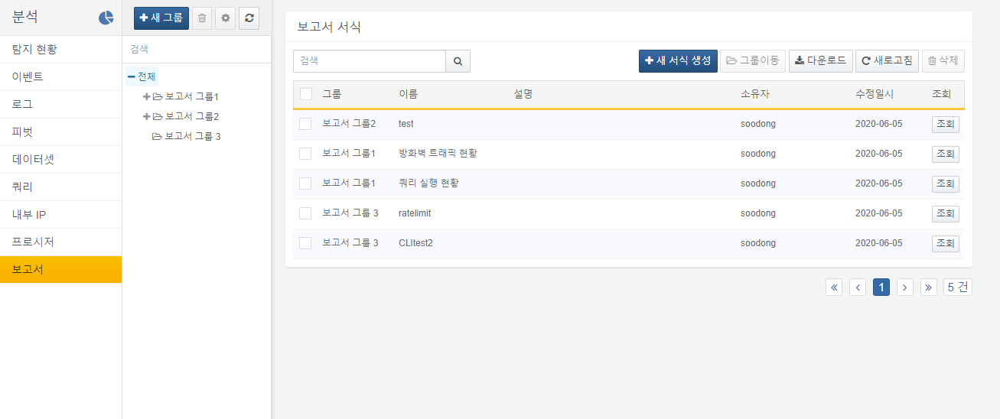 분석
새 그룹
탐지 현황
이벤트
로그
피벗
데이터셋
쿼리
내부 IP
프로시저
보고서
검색
전체
보고서 그룹1
보고서 그룹2
보고서 그룹 3
보고서 서식
검색
새 서식 생성 그룹이동 다운로드 새로고침 삭제
그룹 이름 설명 소유자 수정일시 조회
보고서 그룹2 test soodong 2020-06-05 조회
보고서 그룹1 방화벽 트래픽 현황 soodong 2020-06-05 조회
보고서 그룹1 쿼리 실행 현황 soodong 2020-06-05 조회
보고서 그룹 3 ratelimit soodong 2020-06-05 조회
보고서 그룹 3 CLItest2 soodong 2020-06-05 조회
« ‹ 1 › » 5 건